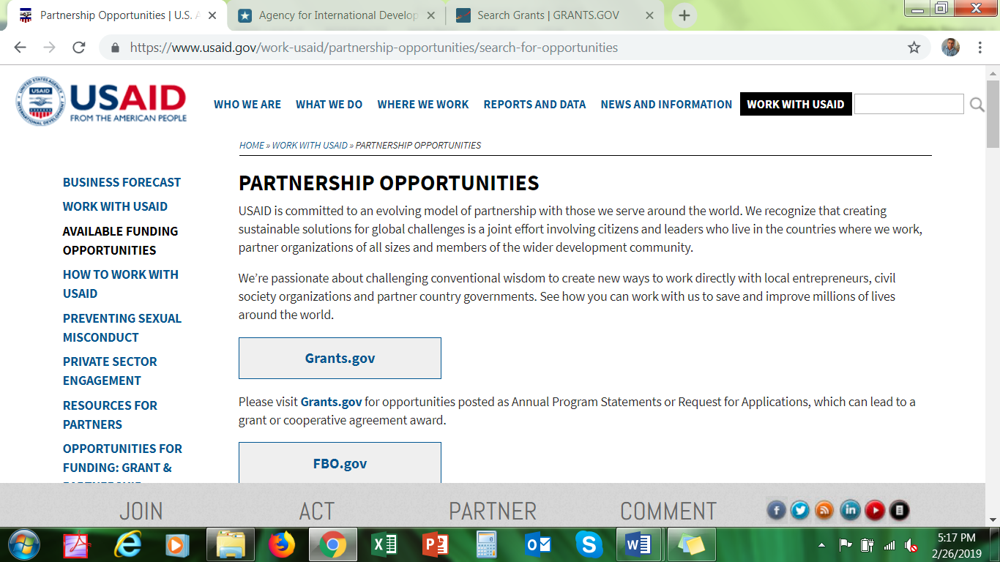 Partnership Opportunities | U.S. A
Agency for International Develop
Search Grants | GRANTS.GOV
https://www.usaid.gov/work-usaid/partnership-opportunities/search-for-opportunities
UNITED STATES AGENCY
USAID
INTERNATIONAL DEVELOPMENT
USAID
FROM THE AMERICAN PEOPLE
WHO WE ARE
WHAT WE DO
WHERE WE WORK
REPORTS AND DATA
NEWS AND INFORMATION
WORK WITH USAID
HOME » WORK WITH USAID » PARTNERSHIP OPPORTUNITIES
BUSINESS FORECAST
WORK WITH USAID
AVAILABLE FUNDING
OPPORTUNITIES
HOW TO WORK WITH
USAID
PREVENTING SEXUAL
MISCONDUCT
PRIVATE SECTOR
ENGAGEMENT
RESOURCES FOR
PARTNERS
OPPORTUNITIES FOR
FUNDING: GRANT &
PARTNERSHIP OPPORTUNITIES
USAID is committed to an evolving model of partnership with those we serve around the world. We recognize that creating
sustainable solutions for global challenges is a joint effort involving citizens and leaders who live in the countries where we work,
partner organizations of all sizes and members of the wider development community.
We're passionate about challenging conventional wisdom to create new ways to work directly with local entrepreneurs, civil
society organizations and partner country governments. See how you can work with us to save and improve millions of lives
around the world.
Grants.gov
Please visit Grants.gov for opportunities posted as Annual Program Statements or Request for Applications, which can lead to a
grant or cooperative agreement award.
FBO.gov
JOIN
ACT
PARTNER
COMMENT
5:17 PM
2/26/2019